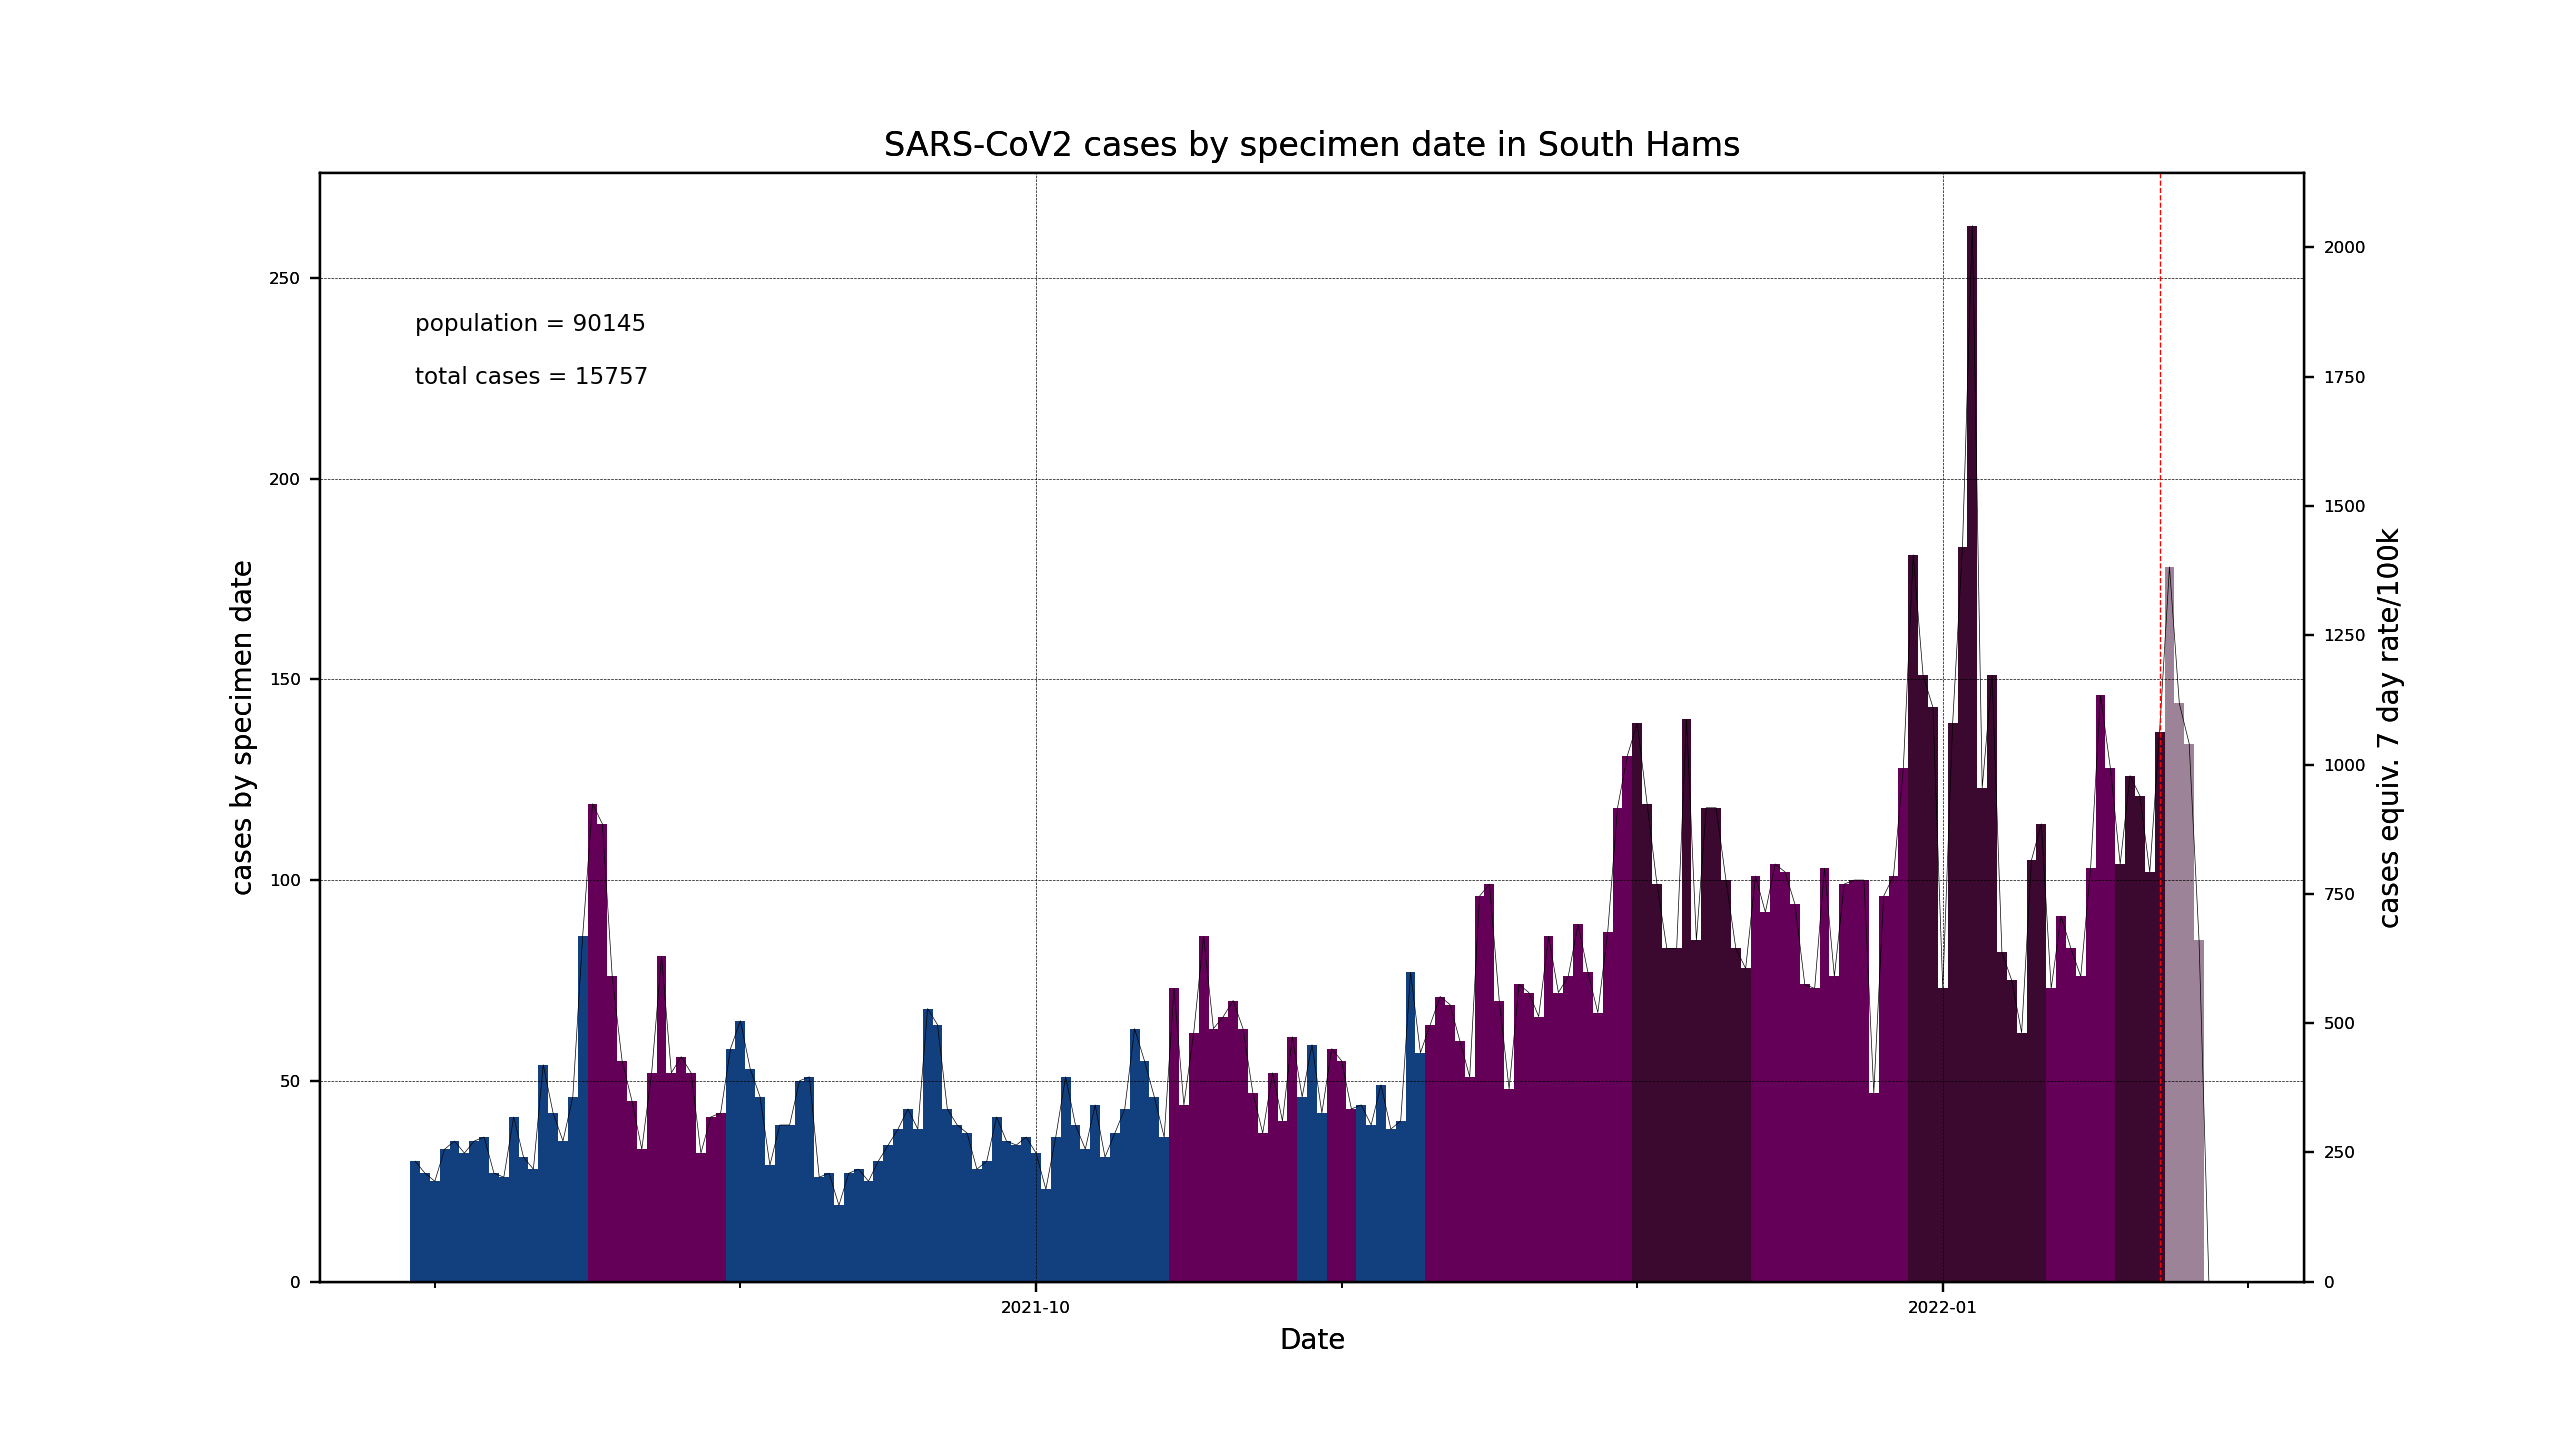 SARS-CoV2 cases by specimen date in South Hams
population = 90145
total cases = 15757
cases by specimen date
250
200
150
100
50
0
2000
1750
1500
1250
1000
750
500
250
0
cases equiv. 7 day rate/100k
2021-10
2022-01
Date